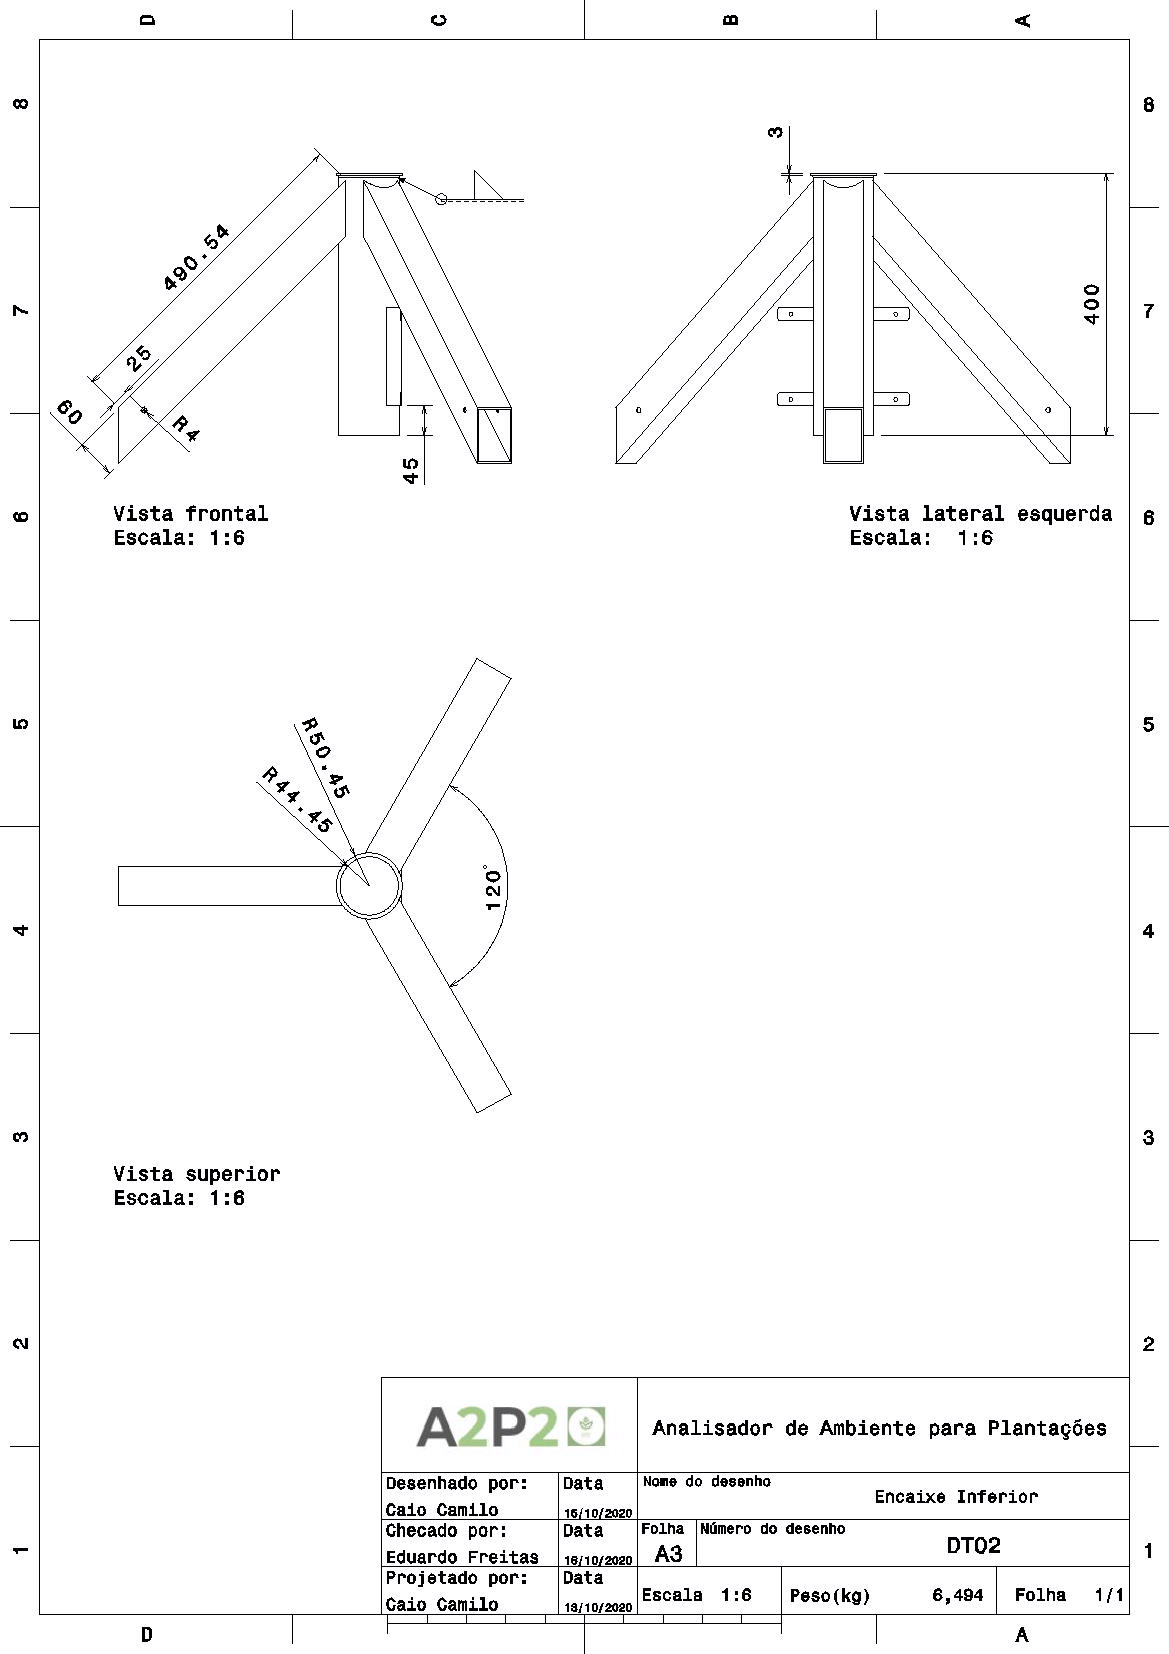 D C B A
8 8
3
490.54
400
7 7
25
60
R4
45
Vista frontal
Escala: 1:6
Vista lateral esquerda
Escala: 1:6
6 6
R50.45
R44.45
5 5
120°
4 4
3 3
Vista superior
Escala: 1:6
2 2
A2P2
Analisador de Ambiente para Plantações
Desenhado por: Data
Caio Camilo 15/10/2020
Nome do desenho
Encaixe Inferior
Checado por: Data
Eduardo Freitas 16/10/2020
Folha
A3
Número do desenho
DT02
Projetado por: Data
Caio Camilo 13/10/2020
Escala 1:6
Peso(kg) 6,494
Folha 1/1
1 1
D A